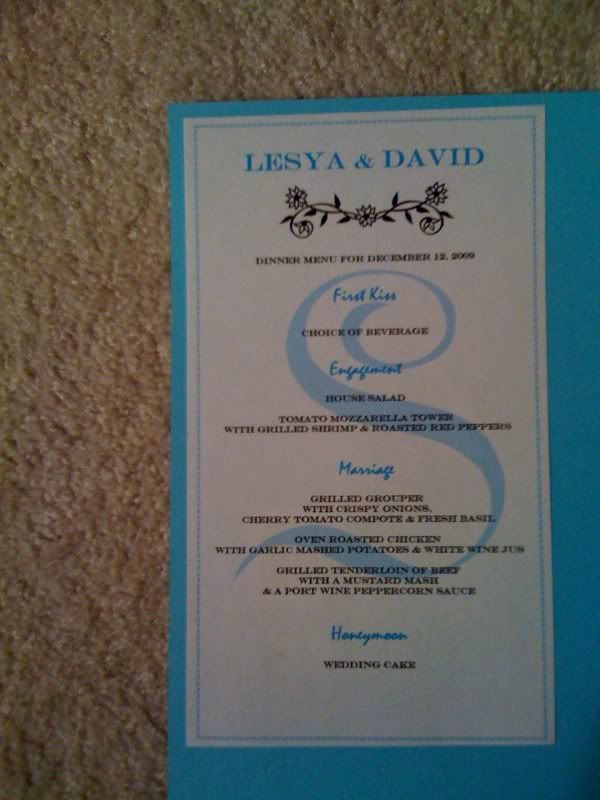 LESYA & DAVID
DINNER MENU FOR DECEMBER 12, 2009
First Kiss
CHOICE OF BEVERAGE
Engagement
HOUSE SALAD
TOMATO MOZZARELLA TOWER
WITH GRILLED SHRIMP & ROASTED RED PEPPERS
Marriage
GRILLED GROUPER
WITH CRISPY ONIONS,
CHERRY TOMATO COMPOTE & FRESH BASIL
OVEN ROASTED CHICKEN
WITH GARLIC MASHED POTATOES & WHITE WINE JUS
GRILLED TENDERLOIN OF BEEF
WITH A MUSTARD MASH
& A PORT WINE PEPPERCORN SAUCE
Honeymoon
WEDDING CAKE
S